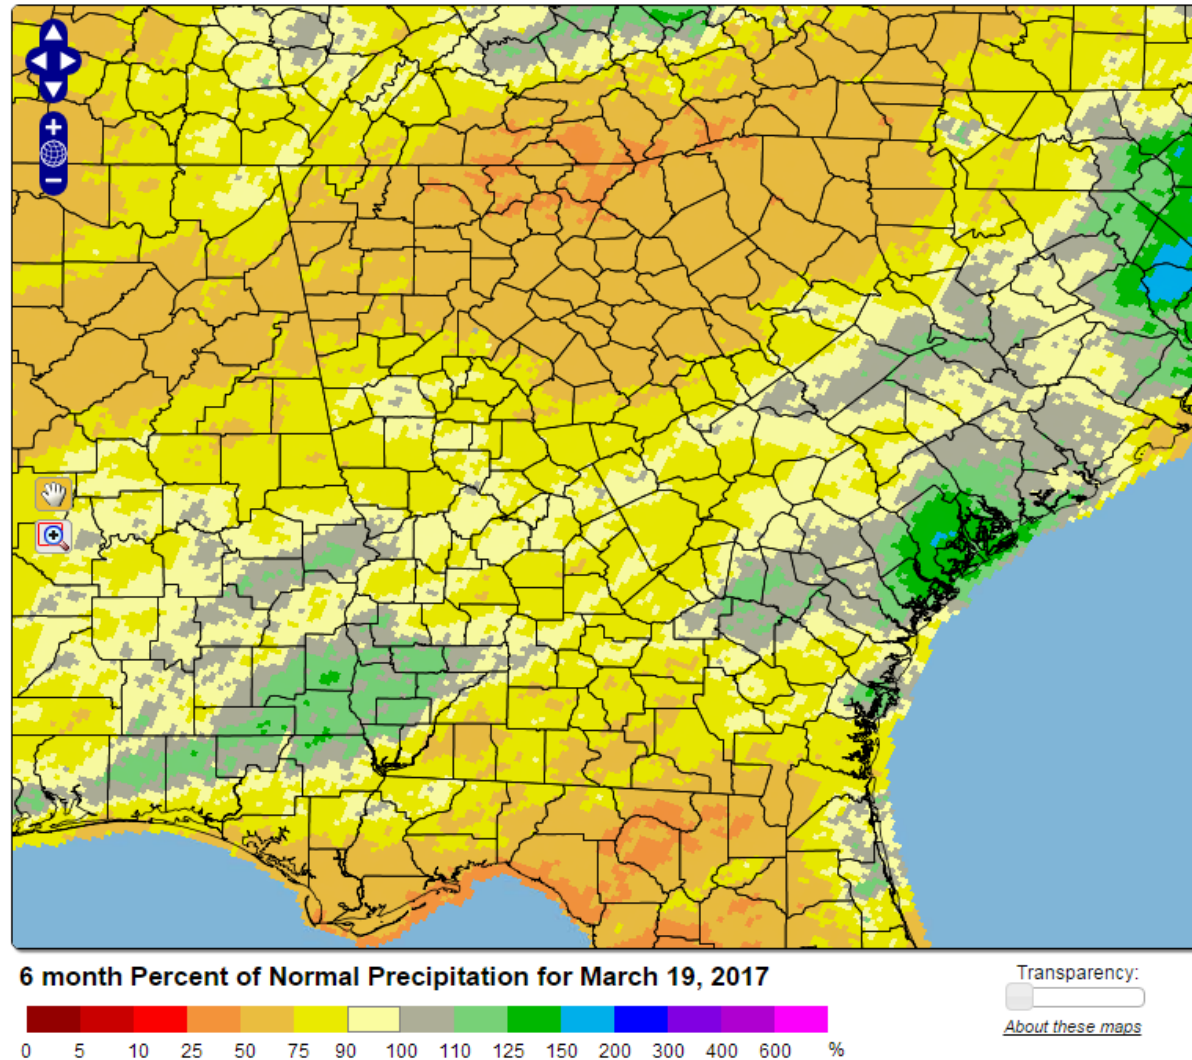 6 month Percent of Normal Precipitation for March 19, 2017
Transparency:
0 5 10 25 50 75 90 100 110 125 150 200 300 400 600 %
About these maps